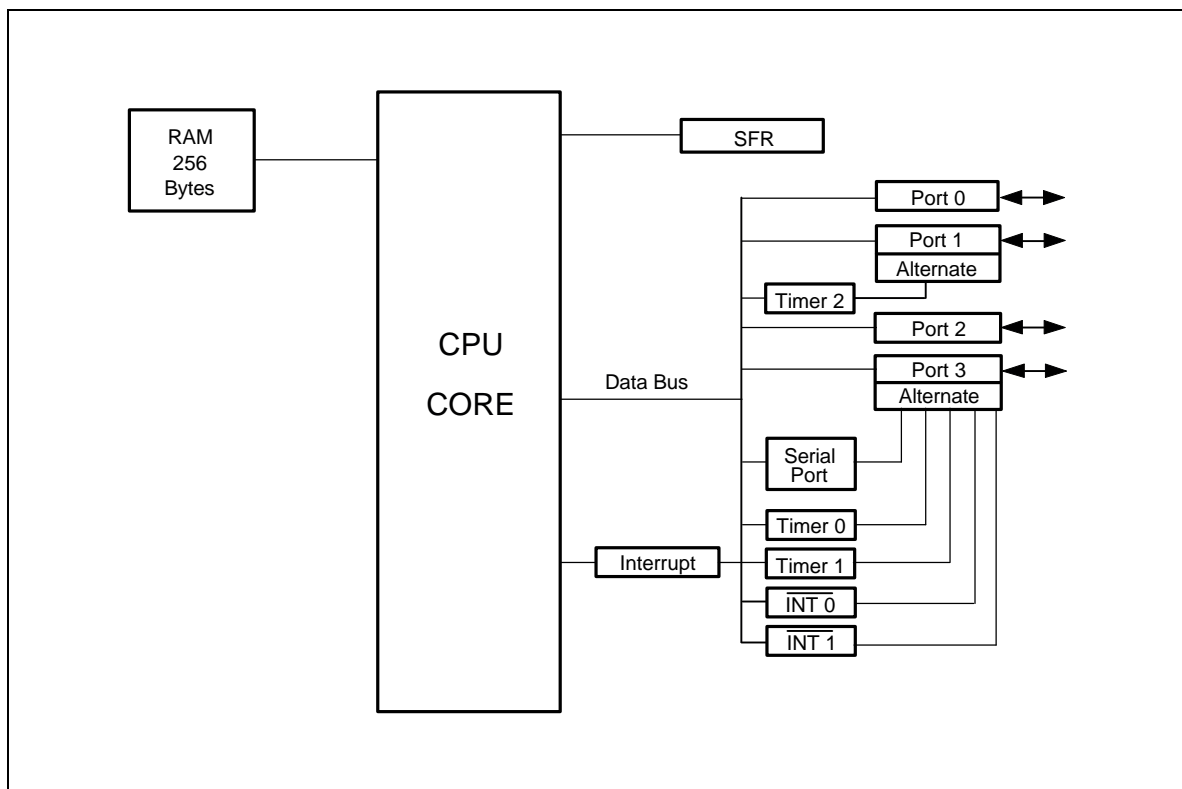 RAM
256
Bytes
CPU
CORE
SFR
Port 0
Port 1
Alternate
Timer 2
Port 2
Port 3
Alternate
Data Bus
Serial
Port
Timer 0
Interrupt
Timer 1
INT 0
INT 1